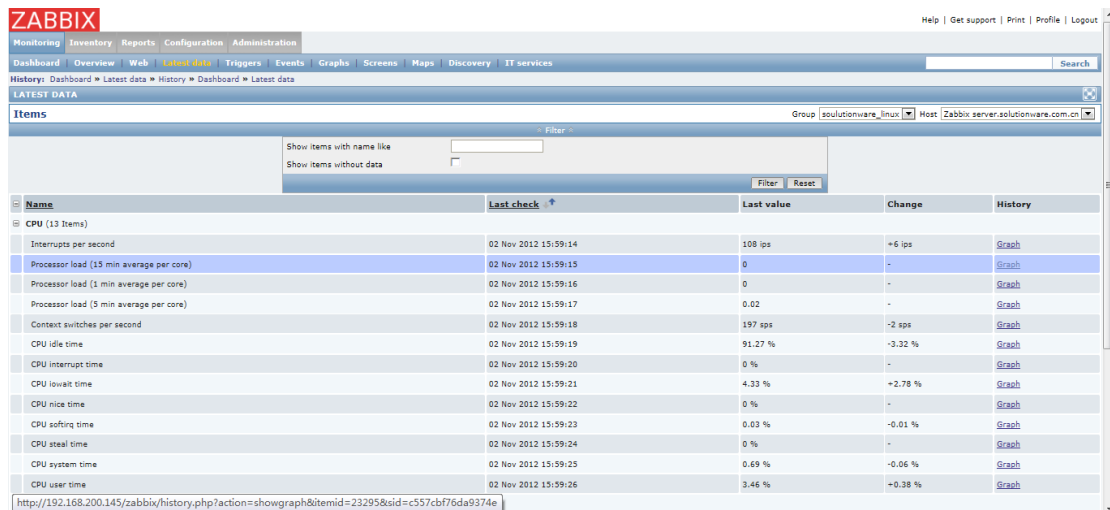 ZABBIX
Help | Get support | Print | Profile | Logout
Monitoring Inventory Reports Configuration Administration
Dashboard | Overview | Web | Latest data | Triggers | Events | Graphs | Screens | Maps | Discovery | IT services Search
History: Dashboard » Latest data » History » Dashboard » Latest data
LATEST DATA
Items Group soulutionware_linux Host Zabbix server.solutionware.com.cn
Filter
Show items with name like
Show items without data
Filter Reset
Name Last check Last value Change History
CPU (13 Items)
Interrupts per second 02 Nov 2012 15:59:14 108 ips +6 ips Graph
Processor load (15 min average per core) 02 Nov 2012 15:59:15 0 - Graph
Processor load (1 min average per core) 02 Nov 2012 15:59:16 0 - Graph
Processor load (5 min average per core) 02 Nov 2012 15:59:17 0.02 - Graph
Context switches per second 02 Nov 2012 15:59:18 197 sps -2 sps Graph
CPU idle time 02 Nov 2012 15:59:19 91.27 % -3.32 % Graph
CPU interrupt time 02 Nov 2012 15:59:20 0 % - Graph
CPU iowait time 02 Nov 2012 15:59:21 4.33 % +2.78 % Graph
CPU nice time 02 Nov 2012 15:59:22 0 % - Graph
CPU softirq time 02 Nov 2012 15:59:23 0.03 % -0.01 % Graph
CPU steal time 02 Nov 2012 15:59:24 0 % - Graph
CPU system time 02 Nov 2012 15:59:25 0.69 % -0.06 % Graph
CPU user time 02 Nov 2012 15:59:26 3.46 % +0.38 % Graph
http://192.168.200.145/zabbix/history.php?action=showgraph&itemid=23295&sid=c557cbf76da9374e